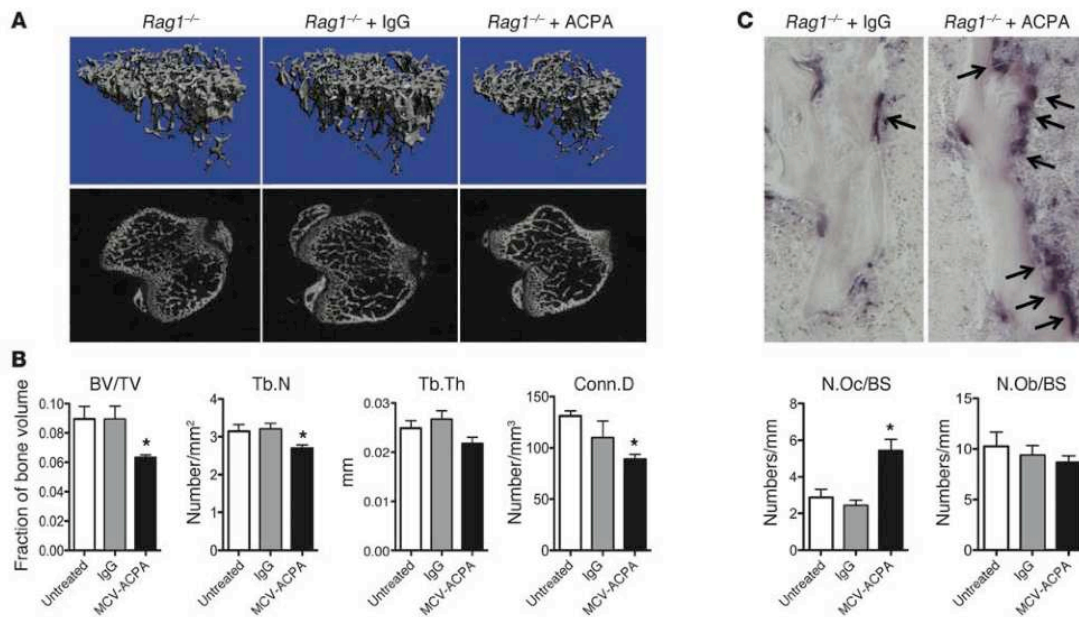 A
Rag1⁻/⁻
Rag1⁻/⁻ + IgG
Rag1⁻/⁻ + ACPA
C
Rag1⁻/⁻ + IgG
Rag1⁻/⁻ + ACPA
B
BV/TV
Fraction of bone volume
0.10
0.08
0.06
0.04
0.02
0.00
*
Untreated
IgG
MCV-ACPA
Tb.N
Number/mm²
4
3
2
1
0
*
Untreated
IgG
MCV-ACPA
Tb.Th
mm
0.03
0.02
0.01
0.00
Untreated
IgG
MCV-ACPA
Conn.D
Number/mm³
150
100
50
0
*
Untreated
IgG
MCV-ACPA
N.Oc/BS
Numbers/mm
8
6
4
2
0
*
Untreated
IgG
MCV-ACPA
N.Ob/BS
Numbers/mm
15
10
5
0
Untreated
IgG
MCV-ACPA